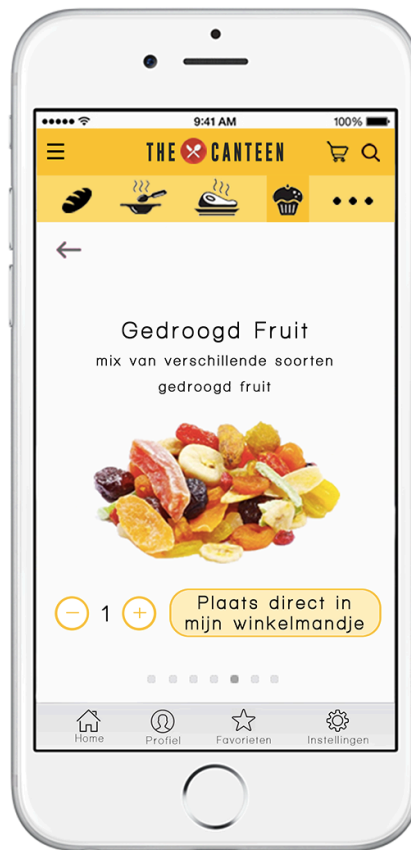 9:41 AM 100%
THE CANTEEN
Gedroogd Fruit
mix van verschillende soorten
gedroogd fruit
1 Plaats direct in
mijn winkelmandje
Home Profiel Favorieten Instellingen